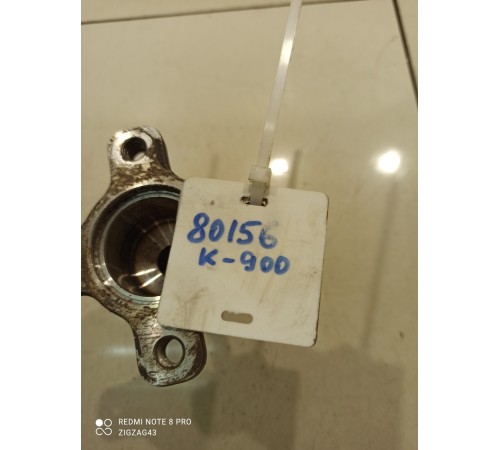 80156
K-900
REDMI NOTE 8 PRO
ZIGZAG43